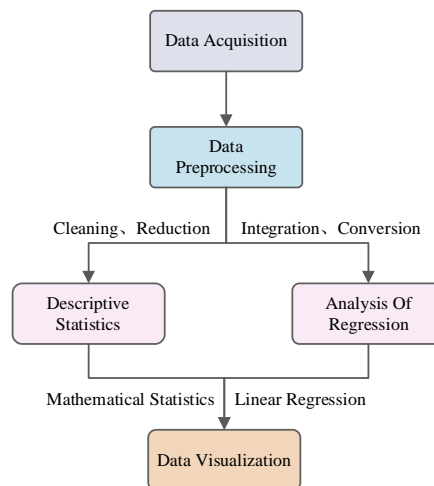 Data Acquisition
Data
Preprocessing
Cleaning、Reduction
Integration、Conversion
Descriptive
Statistics
Analysis Of
Regression
Mathematical Statistics
Linear Regression
Data Visualization